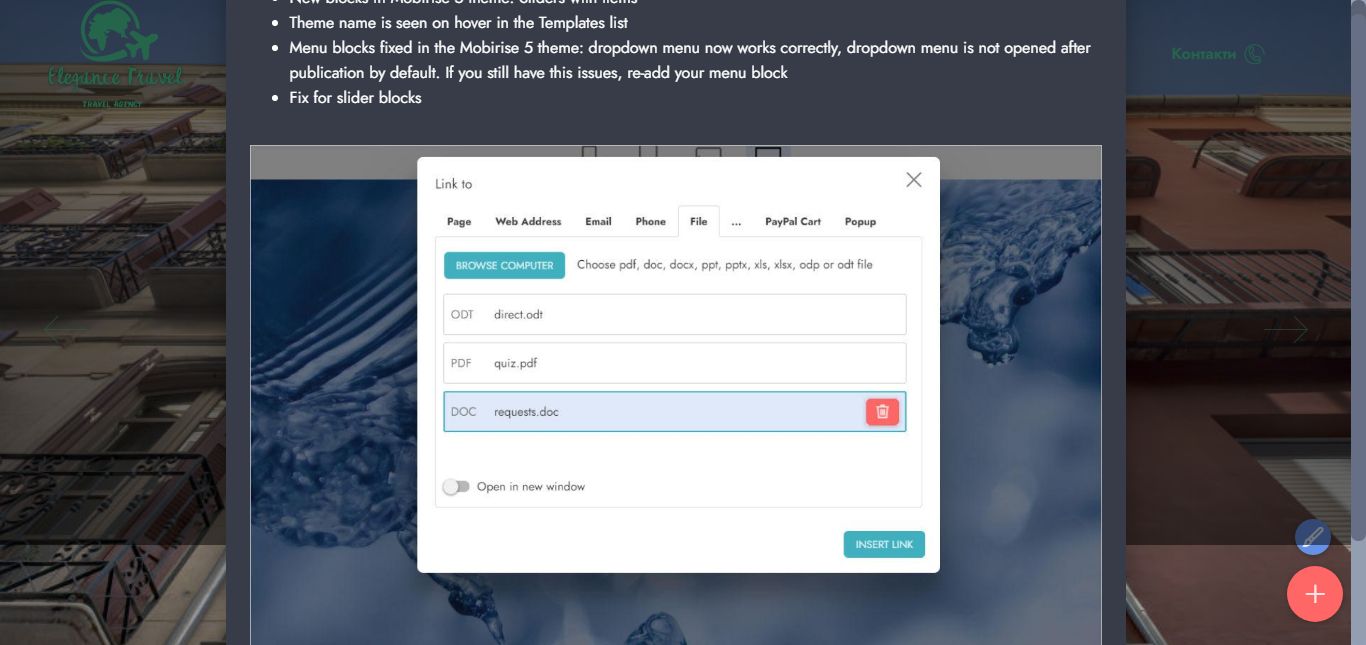 New blocks in Mobirise 5 theme: Sliders with items
Theme name is seen on hover in the Templates list
Menu blocks fixed in the Mobirise 5 theme: dropdown menu now works correctly, dropdown menu is not opened after
publication by default. If you still have this issues, re-add your menu block
Fix for slider blocks
Elegance Travel
TRAVEL AGENCY
Контакти
Link to
Page Web Address Email Phone File ... PayPal Cart Popup
BROWSE COMPUTER Choose pdf, doc, docx, ppt, pptx, xls, xlsx, odp or odt file
ODT direct.odt
PDF quiz.pdf
DOC requests.doc
Open in new window
INSERT LINK